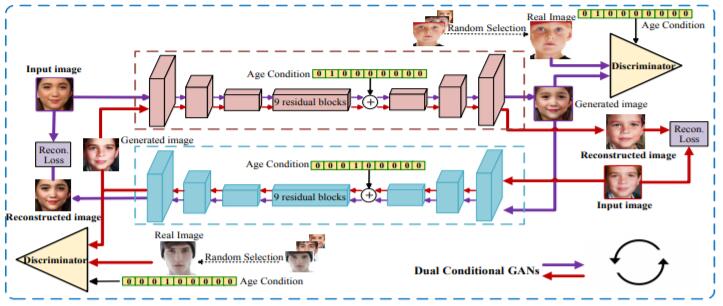 Real Image
0 1 0 0 0 0 0 0 0
Random Selection
Age Condition
Input image
Age Condition
0 1 0 0 0 0 0 0 0
Discriminator
9 residual blocks
Generated image
Recon.
Loss
Generated image
Age Condition
0 0 0 1 0 0 0 0 0
Reconstructed image
Recon.
Loss
9 residual blocks
Reconstructed image
Input image
Real Image
Discriminator
Random Selection
Dual Conditional GANs
0 0 0 1 0 0 0 0 0
Age Condition